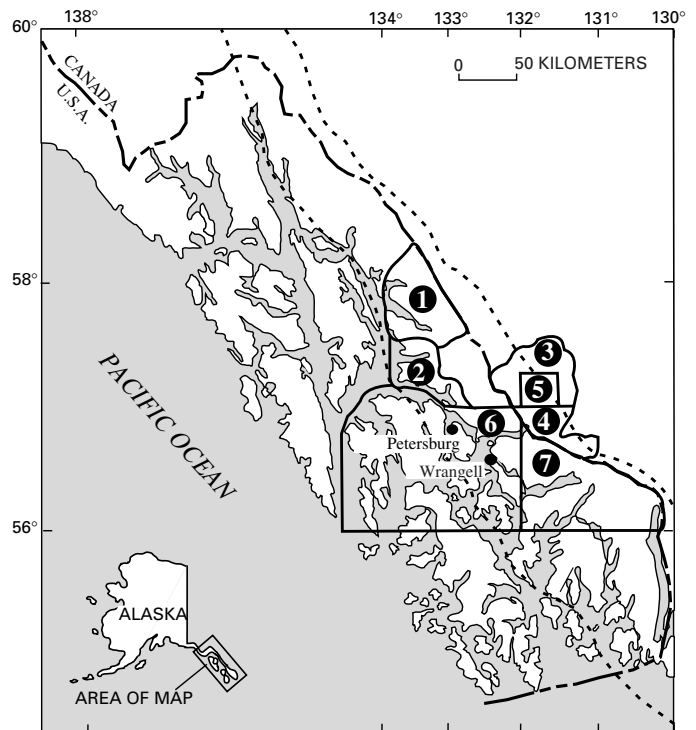 138°
134°
133°
132°
131°
130°
60°
0
50 KILOMETERS
CANADA
U.S.A.
58°
1
3
2
5
6
4
Petersburg
7
Wrangell
PACIFIC OCEAN
56°
ALASKA
AREA OF MAP